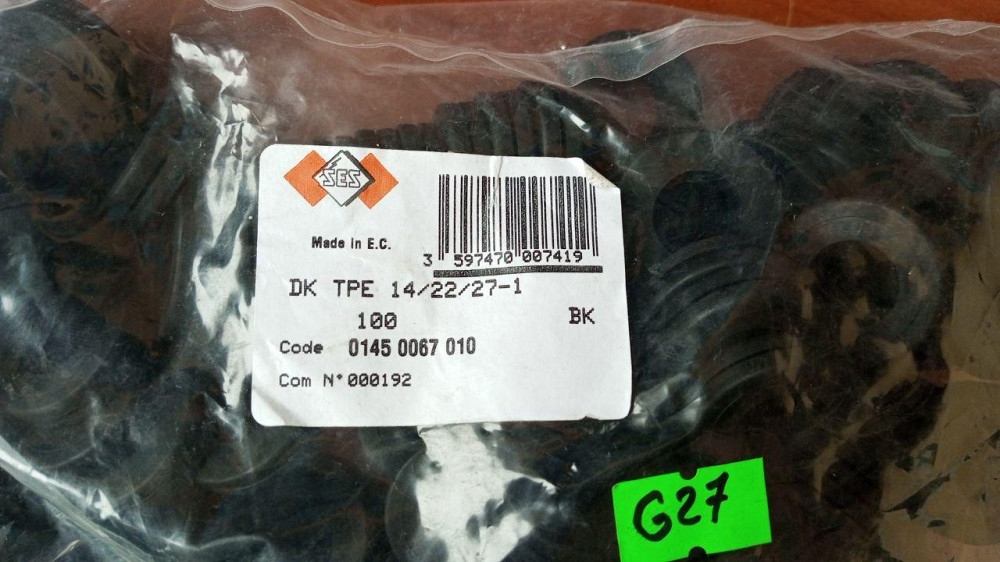 SES
Made in E.C.
3 597470 007419
DK TPE 14/22/27-1
100 BK
Code 0145 0067 010
Com N° 000192
G27